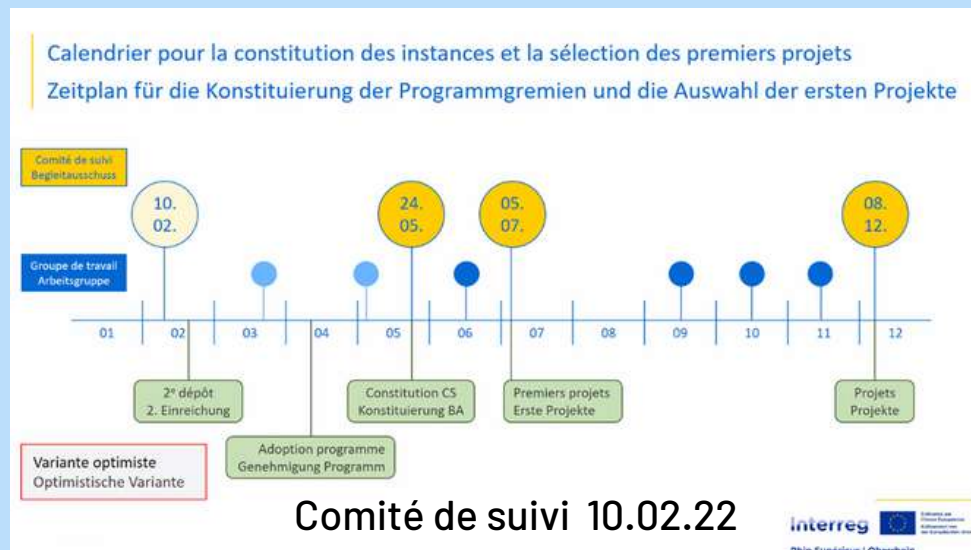 Calendrier pour la constitution des instances et la sélection des premiers projets
Zeitplan für die Konstituierung der Programmgremien und die Auswahl der ersten Projekte
Comité de suivi
Begleitausschuss
10.
02.
24.
05.
05.
07.
08.
12.
Groupe de travail
Arbeitsgruppe
01 02 03 04 05 06 07 08 09 10 11 12
2e dépôt
2. Einreichung
Constitution CS
Konstituierung BA
Premiers projets
Erste Projekte
Projets
Projekte
Adoption programme
Genehmigung Programm
Variante optimiste
Optimistische Variante
Comité de suivi 10.02.22
Interreg